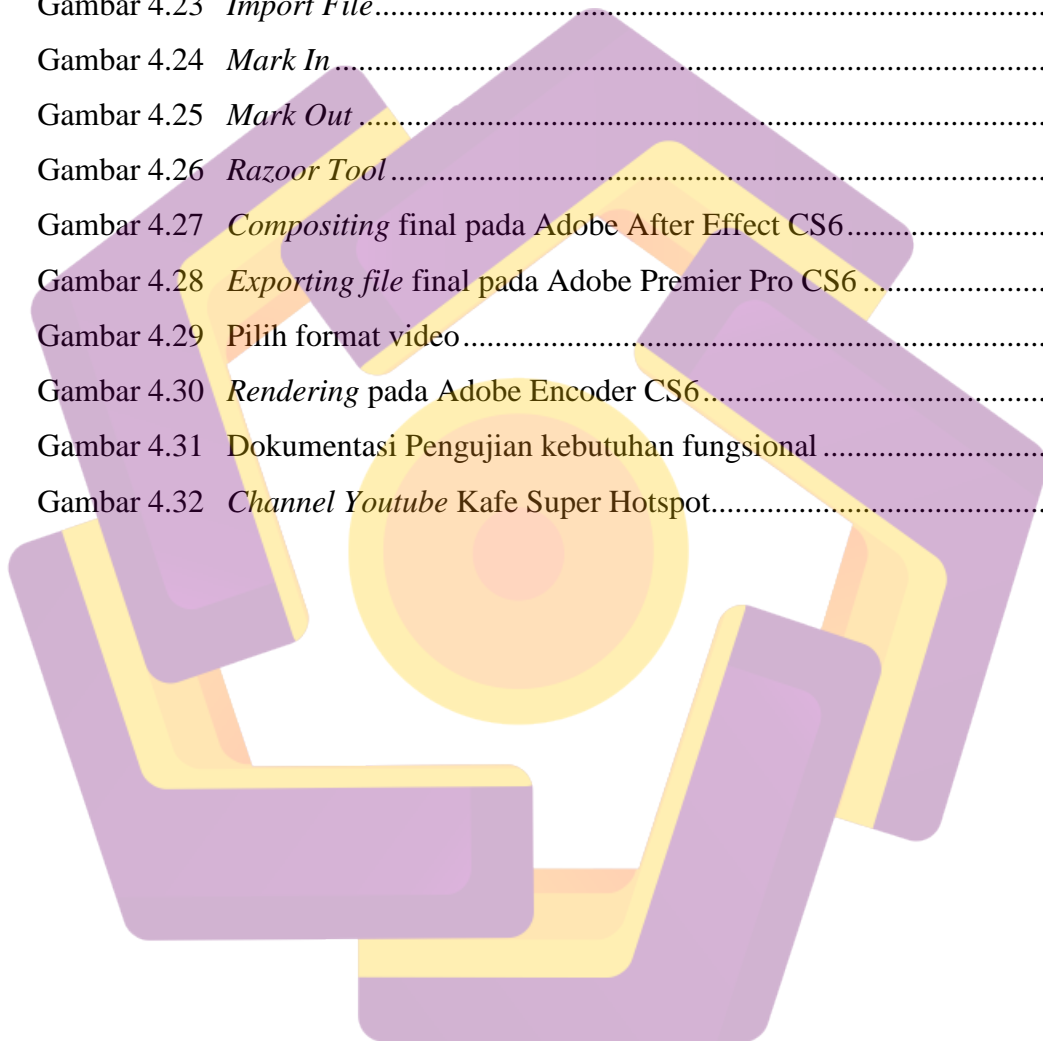 Gambar 4.23 Import File....................................................................................
Gambar 4.24 Mark In.........................................................................................
Gambar 4.25 Mark Out ......................................................................................
Gambar 4.26 Razoor Tool ..................................................................................
Gambar 4.27 Compositing final pada Adobe After Effect CS6.........................
Gambar 4.28 Exporting file final pada Adobe Premier Pro CS6 .......................
Gambar 4.29 Pilih format video.........................................................................
Gambar 4.30 Rendering pada Adobe Encoder CS6...........................................
Gambar 4.31 Dokumentasi Pengujian kebutuhan fungsional ............................
Gambar 4.32 Channel Youtube Kafe Super Hotspot..........................................